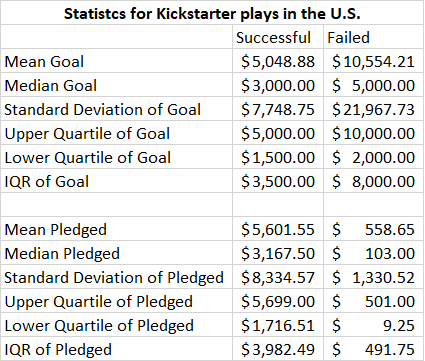 Statistcs for Kickstarter plays in the U.S.
Successful Failed
Mean Goal $5,048.88 $10,554.21
Median Goal $3,000.00 $ 5,000.00
Standard Deviation of Goal $7,748.75 $21,967.73
Upper Quartile of Goal $5,000.00 $10,000.00
Lower Quartile of Goal $1,500.00 $ 2,000.00
IQR of Goal $3,500.00 $ 8,000.00
Mean Pledged $5,601.55 $ 558.65
Median Pledged $3,167.50 $ 103.00
Standard Deviation of Pledged $8,334.57 $ 1,330.52
Upper Quartile of Pledged $5,699.00 $ 501.00
Lower Quartile of Pledged $1,716.51 $ 9.25
IQR of Pledged $3,982.49 $ 491.75